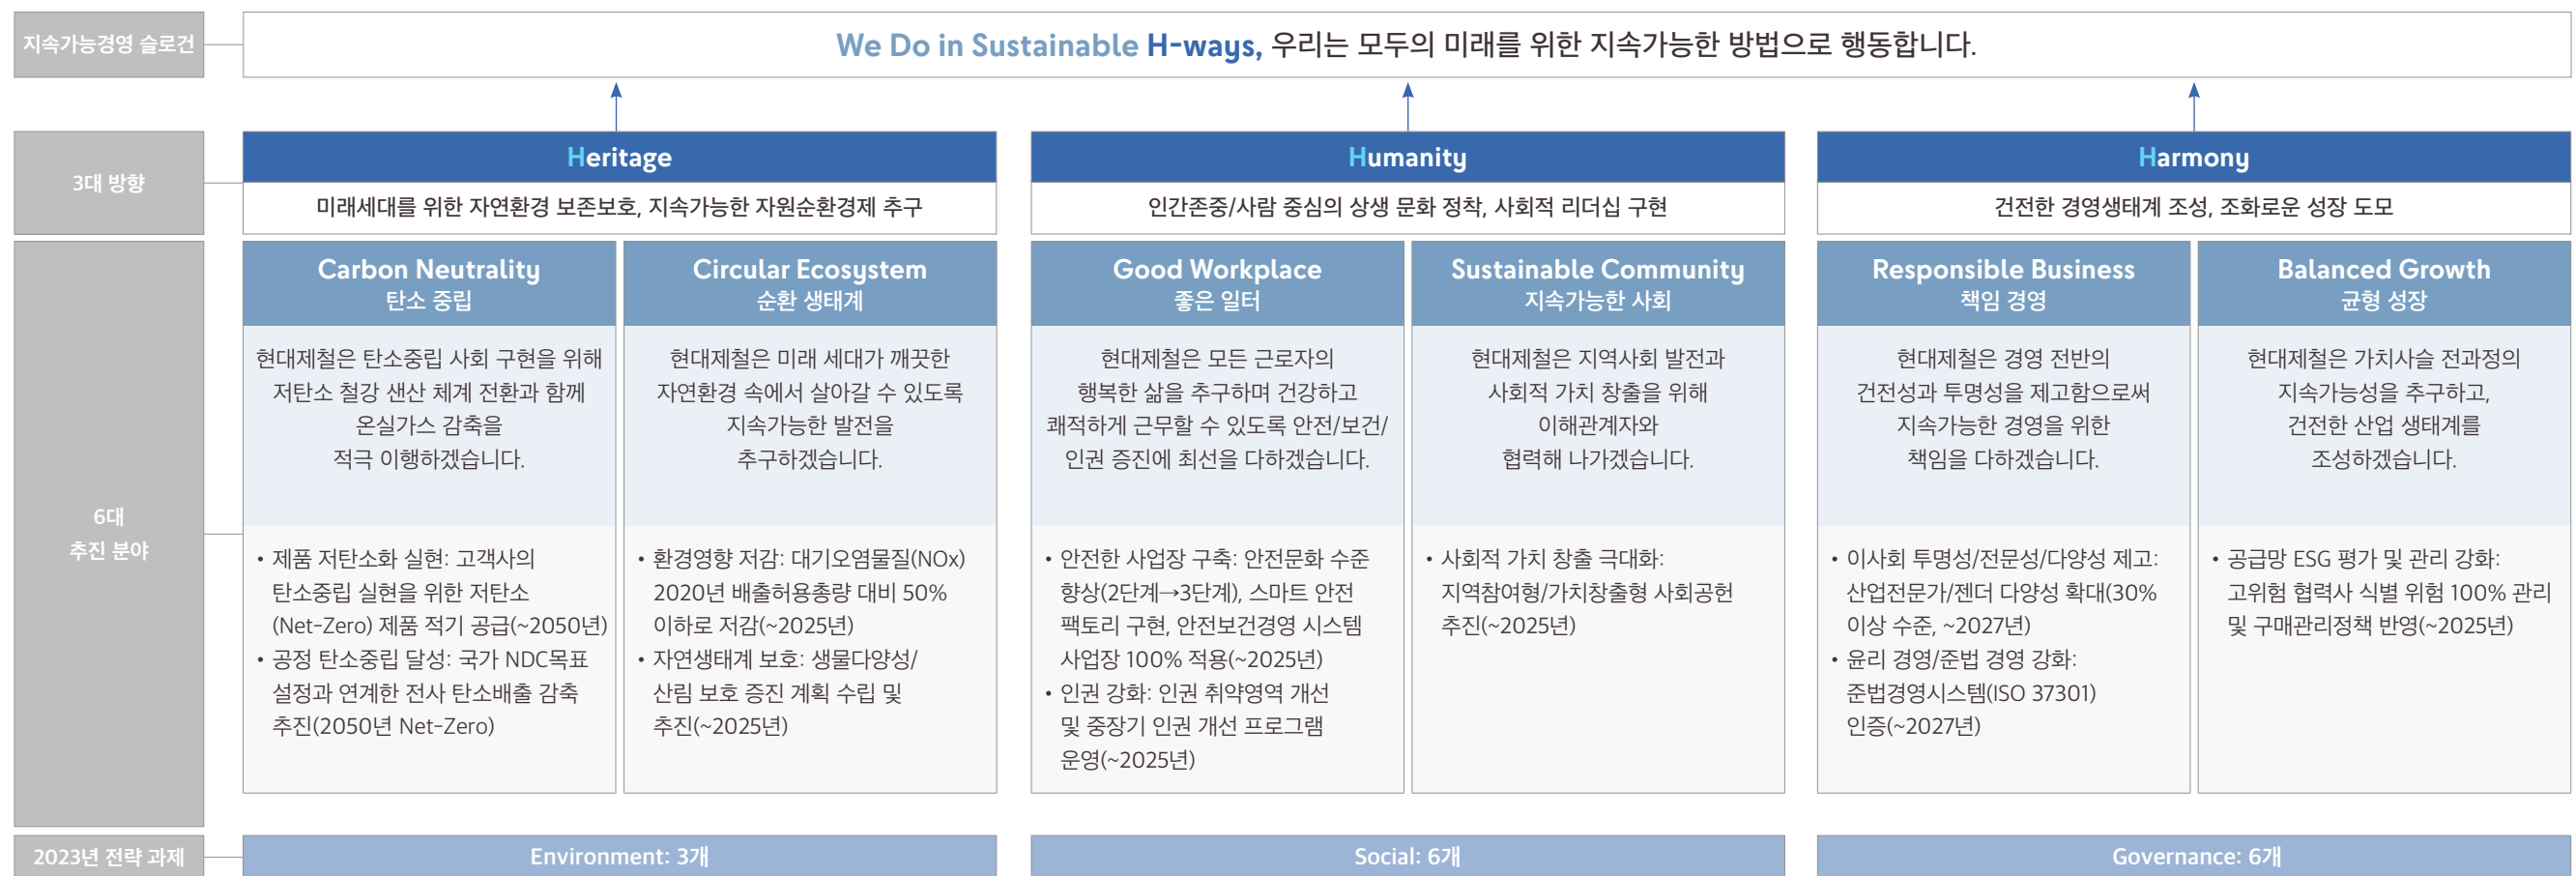 지속가능경영 슬로건
We Do in Sustainable H-ways, 우리는 모두의 미래를 위한 지속가능한 방법으로 행동합니다.
3대 방향
Heritage
미래세대를 위한 자연환경 보존보호, 지속가능한 자원순환경제 추구
Humanity
인간존중/사람 중심의 상생 문화 정착, 사회적 리더십 구현
Harmony
건전한 경영생태계 조성, 조화로운 성장 도모
6대
추진 분야
Carbon Neutrality
탄소 중립
현대제철은 탄소중립 사회 구현을 위해
저탄소 철강 샌산 체계 전환과 함께
온실가스 감축을
적극 이행하겠습니다.
• 제품 저탄소화 실현: 고객사의
탄소중립 실현을 위한 저탄소
(Net-Zero) 제품 적기 공급(~2050년)
• 공정 탄소중립 달성: 국가 NDC목표
설정과 연계한 전사 탄소배출 감축
추진(2050년 Net-Zero)
Circular Ecosystem
순환 생태계
현대제철은 미래 세대가 깨끗한
자연환경 속에서 살아갈 수 있도록
지속가능한 발전을
추구하겠습니다.
• 환경영향 저감: 대기오염물질(NOx)
2020년 배출허용총량 대비 50%
이하로 저감(~2025년)
• 자연생태계 보호: 생물다양성/
산림 보호 증진 계획 수립 및
추진(~2025년)
Good Workplace
좋은 일터
현대제철은 모든 근로자의
행복한 삶을 추구하며 건강하고
쾌적하게 근무할 수 있도록 안전/보건/
인권 증진에 최선을 다하겠습니다.
• 안전한 사업장 구축: 안전문화 수준
향상(2단계→3단계), 스마트 안전
팩토리 구현, 안전보건경영 시스템
사업장 100% 적용(~2025년)
• 인권 강화: 인권 취약영역 개선
및 중장기 인권 개선 프로그램
운영(~2025년)
Sustainable Community
지속가능한 사회
현대제철은 지역사회 발전과
사회적 가치 창출을 위해
이해관계자와
협력해 나가겠습니다.
• 사회적 가치 창출 극대화:
지역참여형/가치창출형 사회공헌
추진(~2025년)
Responsible Business
책임 경영
현대제철은 경영 전반의
건전성과 투명성을 제고함으로써
지속가능한 경영을 위한
책임을 다하겠습니다.
• 이사회 투명성/전문성/다양성 제고:
산업전문가/젠더 다양성 확대(30%
이상 수준, ~2027년)
• 윤리 경영/준법 경영 강화:
준법경영시스템(ISO 37301)
인증(~2027년)
Balanced Growth
균형 성장
현대제철은 가치사슬 전과정의
지속가능성을 추구하고,
건전한 산업 생태계를
조성하겠습니다.
• 공급망 ESG 평가 및 관리 강화:
고위험 협력사 식별 위험 100% 관리
및 구매관리정책 반영(~2025년)
2023년 전략 과제
Environment: 3개
Social: 6개
Governance: 6개